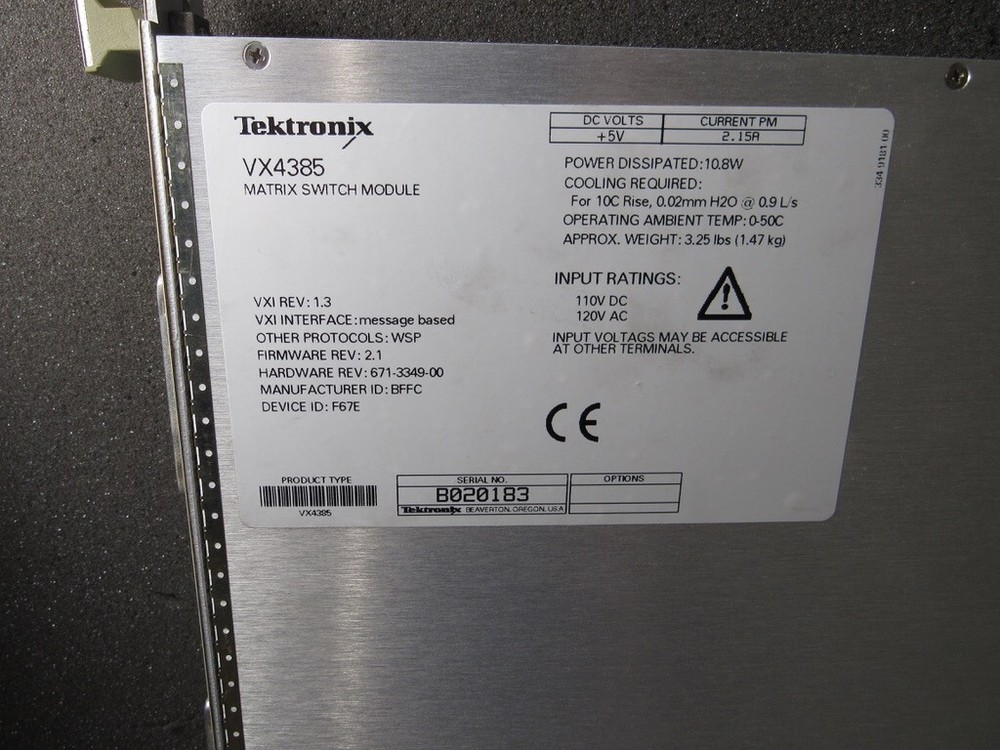 Tektronix
VX4385
MATRIX SWITCH MODULE
VXI REV: 1.3
VXI INTERFACE: message based
OTHER PROTOCOLS: WSP
FIRMWARE REV: 2.1
HARDWARE REV: 671-3349-00
MANUFACTURER ID: BFFC
DEVICE ID: F67E
DC VOLTS CURRENT PM
+5V 2.15A
POWER DISSIPATED: 10.8W
COOLING REQUIRED:
For 10C Rise, 0.02mm H2O @ 0.9 L/s
OPERATING AMBIENT TEMP: 0-50C
APPROX. WEIGHT: 3.25 lbs (1.47 kg)
INPUT RATINGS:
110V DC
120V AC
!
INPUT VOLTAGS MAY BE ACCESSIBLE
AT OTHER TERMINALS.
CE
334 9181 00
PRODUCT TYPE
VX4385
SERIAL NO.
B020183
Tektronix BEAVERTON, OREGON, USA
OPTIONS